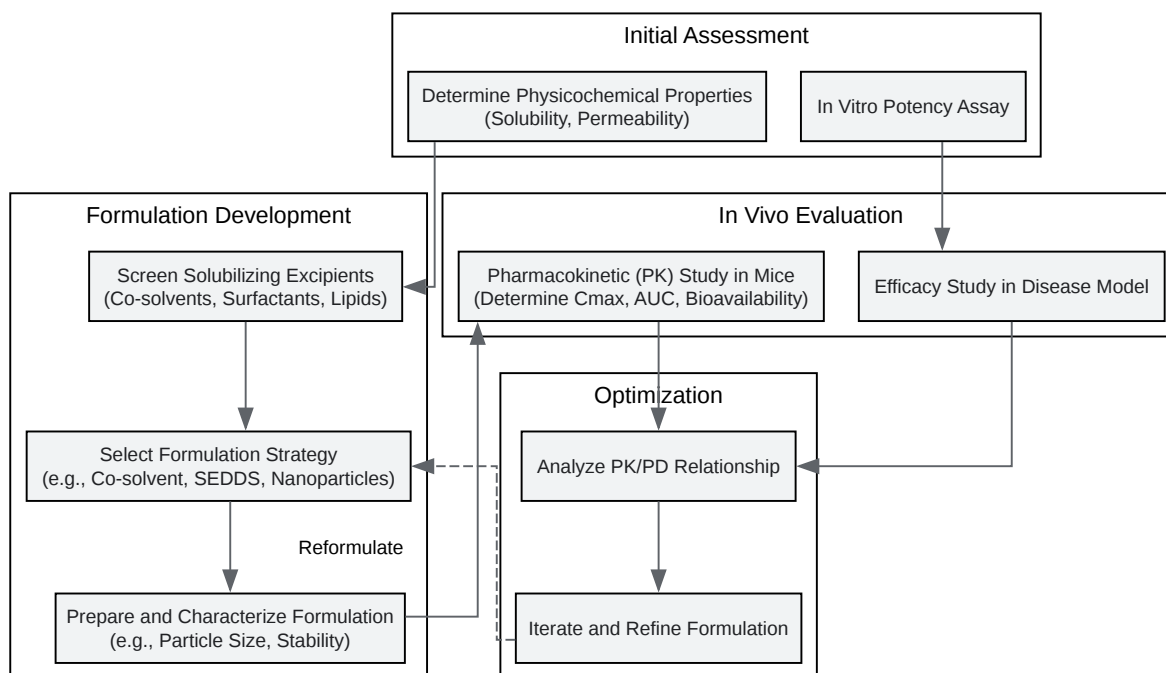 Initial Assessment
Determine Physicochemical Properties
(Solubility, Permeability)
In Vitro Potency Assay
Formulation Development
Screen Solubilizing Excipients
(Co-solvents, Surfactants, Lipids)
Select Formulation Strategy
(e.g., Co-solvent, SEDDS, Nanoparticles)
Reformulate
Prepare and Characterize Formulation
(e.g., Particle Size, Stability)
In Vivo Evaluation
Pharmacokinetic (PK) Study in Mice
(Determine Cmax, AUC, Bioavailability)
Efficacy Study in Disease Model
Optimization
Analyze PK/PD Relationship
Iterate and Refine Formulation